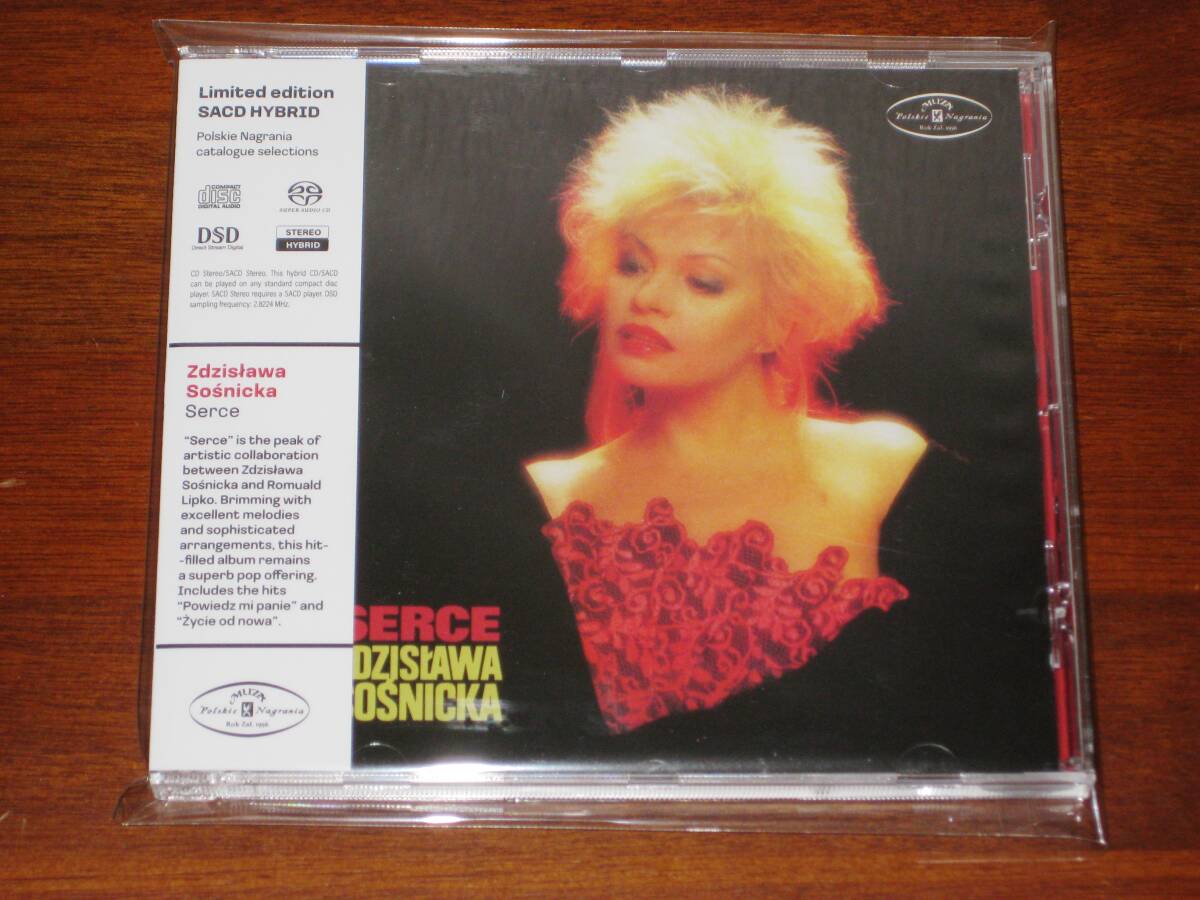 Limited edition
SACD HYBRID
Polskie Nagrania
catalogue selections
COMPACT
disc
DIGITAL AUDIO
SUPER AUDIO CD
DSD
Direct Stream Digital
STEREO
HYBRID
CD Stereo/SACD Stereo. This hybrid CD/SACD
can be played on any standard compact disc
player. SACD Stereo requires a SACD player. DSD
sampling frequency: 2.8224 MHz.
Zdzisława
Sośnicka
Serce
“Serce” is the peak of
artistic collaboration
between Zdzisława
Sośnicka and Romuald
Lipko. Brimming with
excellent melodies
and sophisticated
arrangements, this hit-
-filled album remains
a superb pop offering.
Includes the hits
“Powiedz mi panie” and
“Życie od nowa”.
MUZA
Polskie Nagrania
Rok Zał. 1956
MUZA
Polskie Nagrania
Rok Zał. 1956
SERCE
DZISŁAWA
OŚNICKA